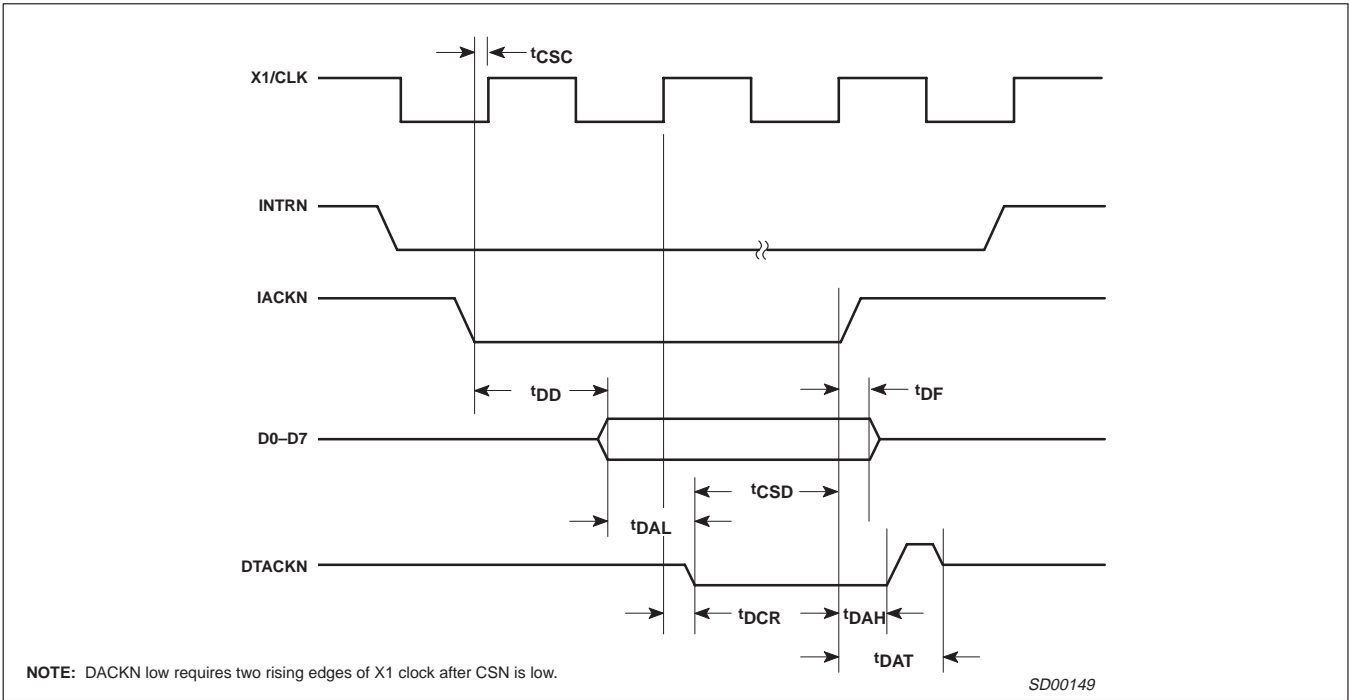 tCSC
X1/CLK
INTRN
IACKN
tDD
tDF
D0–D7
tCSD
tDAL
DTACKN
tDCR
tDAH
tDAT
NOTE: DACKN low requires two rising edges of X1 clock after CSN is low.
SD00149